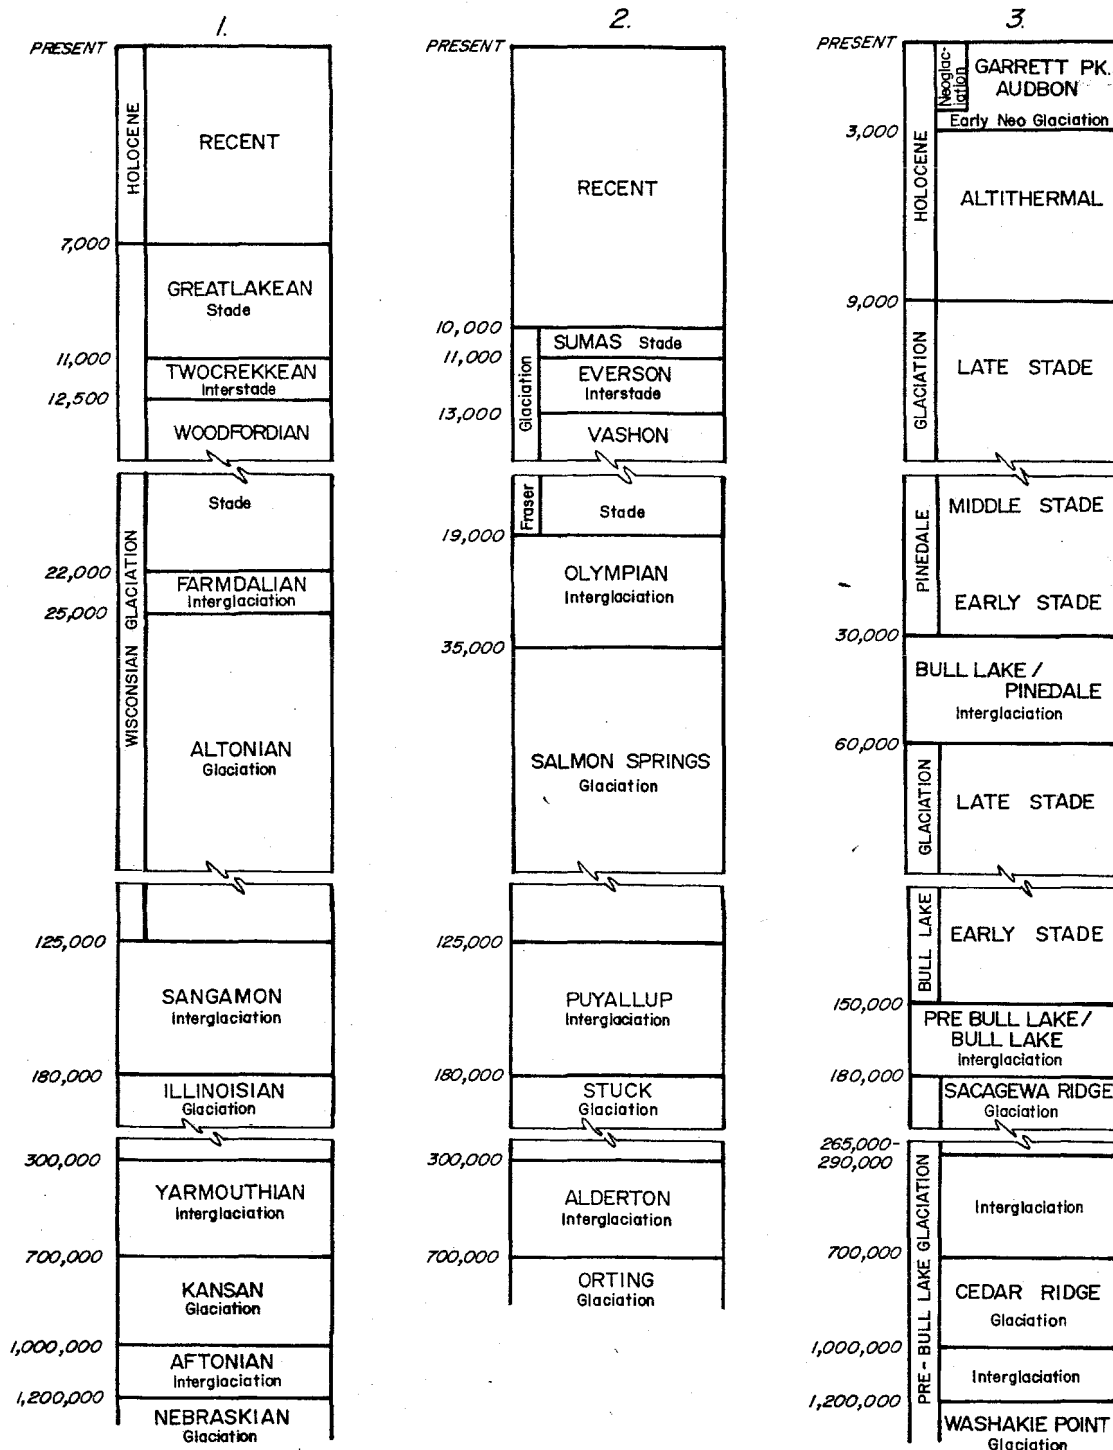 1.
PRESENT
HOLOCENE
RECENT
7,000
GREATLAKEAN
Stade
11,000
TWOCREKKEAN
Interstade
12,500
WOODFORDIAN
Stade
WISCONSIAN GLACIATION
22,000
FARMDALIAN
Interglaciation
25,000
ALTONIAN
Glaciation
125,000
SANGAMON
Interglaciation
180,000
ILLINOISIAN
Glaciation
300,000
YARMOUTHIAN
Interglaciation
700,000
KANSAN
Glaciation
1,000,000
AFTONIAN
Interglaciation
1,200,000
NEBRASKIAN
Glaciation
2.
PRESENT
RECENT
10,000
SUMAS Stade
11,000
Glaciation
EVERSON
Interstade
13,000
VASHON
Fraser
Stade
19,000
OLYMPIAN
Interglaciation
35,000
SALMON SPRINGS
Glaciation
125,000
PUYALLUP
Interglaciation
180,000
STUCK
Glaciation
300,000
ALDERTON
Interglaciation
700,000
ORTING
Glaciation
3.
PRESENT
Neoglac-
iation
GARRETT PK.
AUDBON
Early Neo Glaciation
3,000
HOLOCENE
ALTITHERMAL
9,000
GLACIATION
LATE STADE
PINEDALE
MIDDLE STADE
EARLY STADE
30,000
BULL LAKE /
PINEDALE
Interglaciation
60,000
GLACIATION
LATE STADE
BULL LAKE
EARLY STADE
150,000
PRE BULL LAKE/
BULL LAKE
Interglaciation
180,000
SACAGEWA RIDGE
Glaciation
265,000-
290,000
PRE-BULL LAKE GLACIATION
Interglaciation
700,000
CEDAR RIDGE
Glaciation
1,000,000
Interglaciation
1,200,000
WASHAKIE POINT
Glaciation